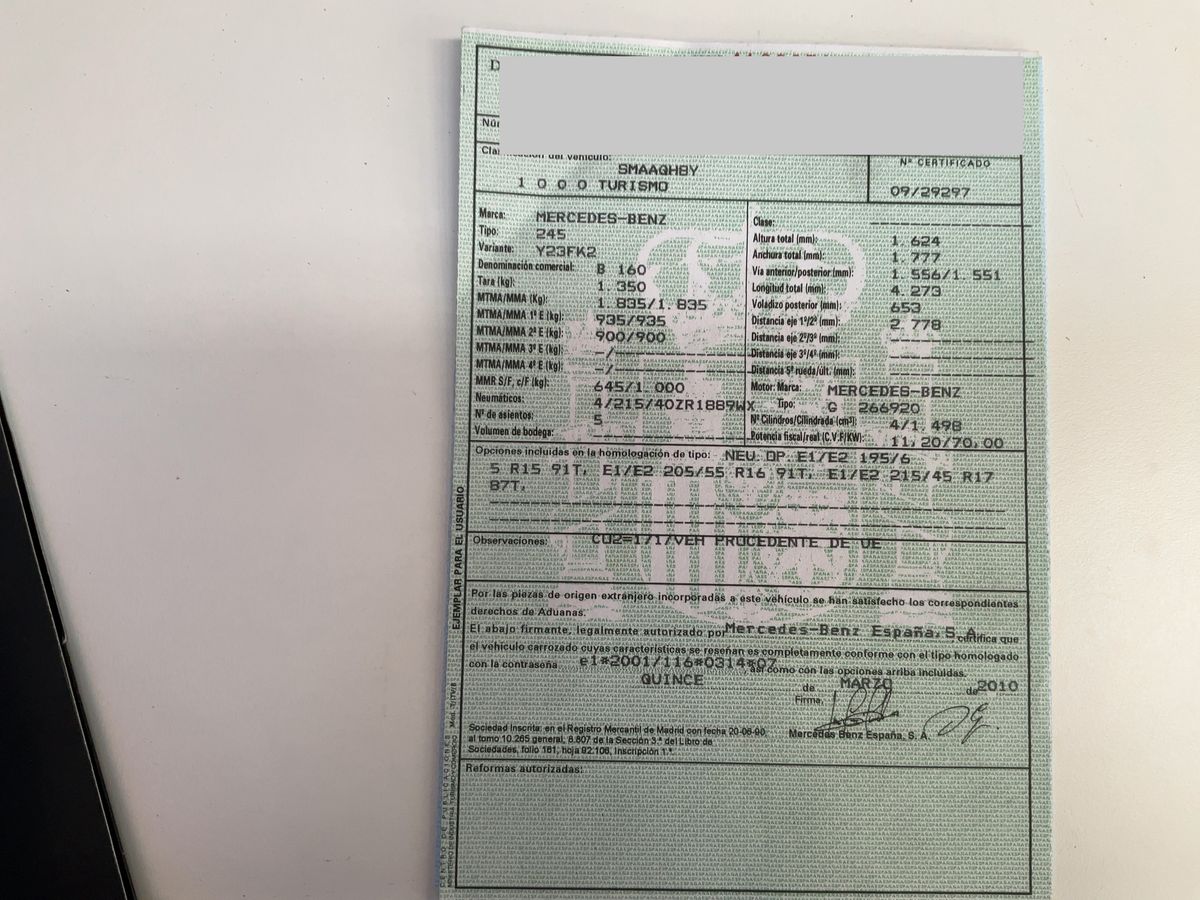 D
Nú
Cla ción del vehículo:
SMAAGHBY
1 0 0 0 TURISMO
Nº CERTIFICADO
09/29297
Marca: MERCEDES-BENZ
Tipo: 245
Variante: Y23FK2
Denominación comercial: B 160
Tara (kg): 1. 350
MTMA/MMA (Kg): 1. 835/1. 835
MTMA/MMA 1º E (kg): 935/935
MTMA/MMA 2º E (kg): 900/900
MTMA/MMA 3º E (kg): -/-
MTMA/MMA 4º E (kg): -/-
MMR S/F, c/F (kg): 645/1. 000
Neumáticos: 4/215/40ZR1889WX
Nº de asientos: 5
Volumen de bodega:
Clase:
Altura total (mm): 1. 624
Anchura total (mm): 1. 777
Vía anterior/posterior (mm): 1. 556/1. 551
Longitud total (mm): 4. 273
Voladizo posterior (mm): 653
Distancia eje 1º/2º (mm): 2. 778
Distancia eje 2º/3º (mm):
Distancia eje 3º/4º (mm):
Distancia 5ª rueda/últ. (mm):
Motor: Marca: MERCEDES-BENZ
Tipo: G 266920
Nº Cilindros/Cilindrada (cm³): 4/1. 498
Potencia fiscal/real (C.V.F/KW): 11, 20/70, 00
Opciones incluidas en la homologación de tipo: NEU. OP. E1/E2 195/6
5 R15 91T, E1/E2 205/55 R16 91T, E1/E2 215/45 R17
87T,
Observaciones: CO2=171/VEH PROCEDENTE DE UE
Por las piezas de origen extranjero incorporadas a este vehículo se han satisfecho los correspondientes
derechos de Aduanas.
El abajo firmante, legalmente autorizado por Mercedes-Benz España, S.A. certifica que
el vehículo carrozado cuyas características se reseñan es completamente conforme con el tipo homologado
con la contraseña e1*2001/116*0314*07, así como con las opciones arriba incluidas.
QUINCE de MARZO de 2010
Firma,
Mercedes Benz España, S. A.
Sociedad Inscrita: en el Registro Mercantil de Madrid con fecha 20-06-90
al tomo 10.265 general; 8.807 de la Sección 3.ª del Libro de
Sociedades, folio 181, hoja 92.106, Inscripción 1.ª
Reformas autorizadas:
EJEMPLAR PARA EL USUARIO
CENTRO DE PUBLICACIONES